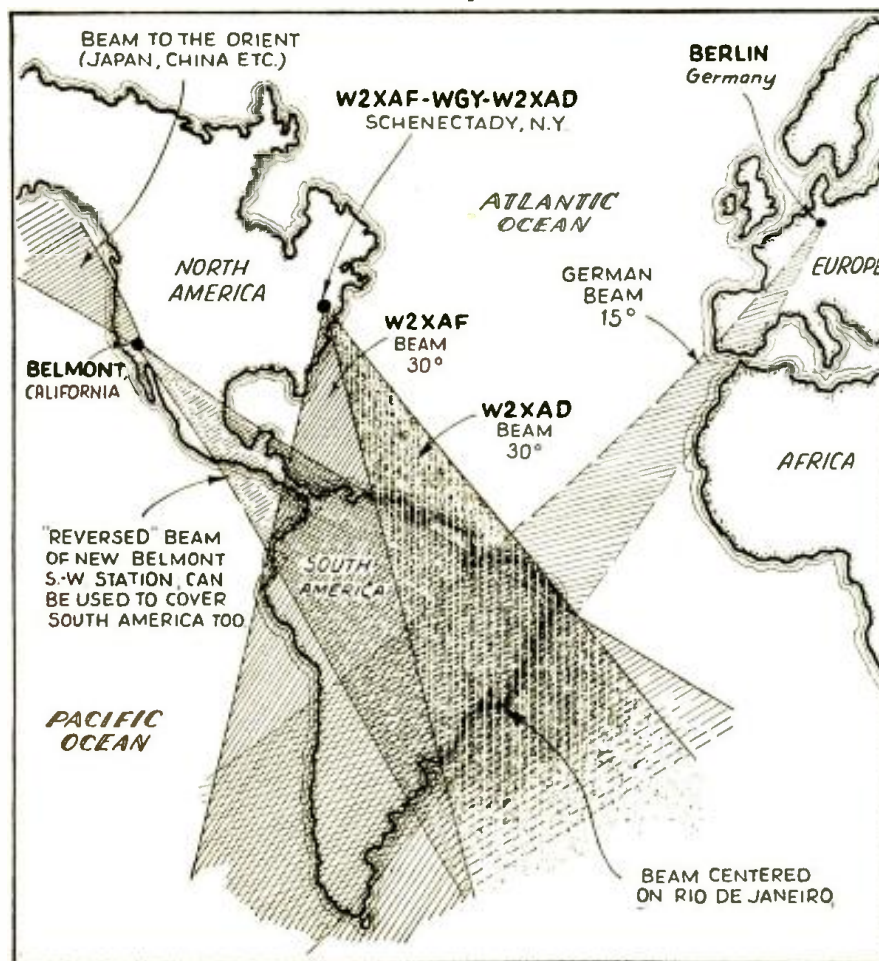 BEAM TO THE ORIENT
(JAPAN, CHINA ETC.)
W2XAF-WGY-W2XAD
SCHENECTADY, N.Y.
BERLIN
Germany
ATLANTIC
OCEAN
NORTH
AMERICA
EUROPE
GERMAN
BEAM
15°
W2XAF
BEAM
30°
BELMONT,
CALIFORNIA
W2XAD
BEAM
30°
AFRICA
"REVERSED" BEAM
OF NEW BELMONT
S.-W STATION, CAN
BE USED TO COVER
SOUTH AMERICA TOO
SOUTH
AMERICA
PACIFIC
OCEAN
BEAM CENTERED
ON RIO DE JANEIRO